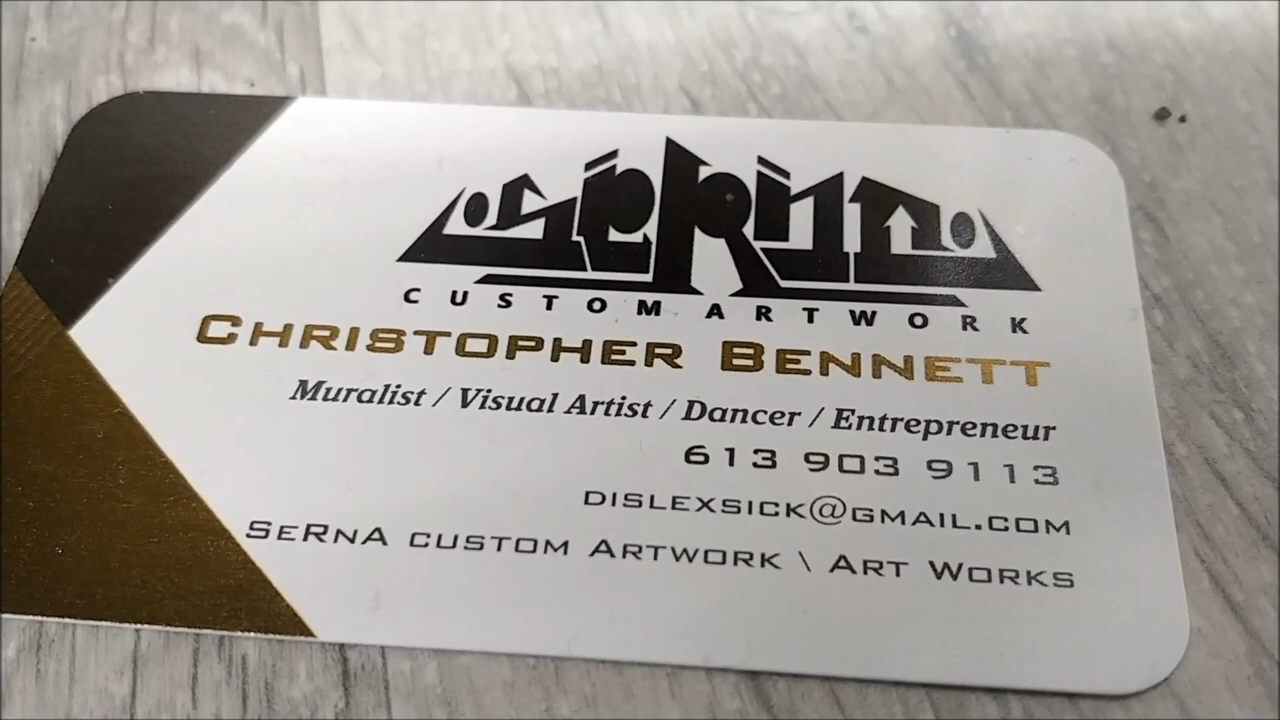 SeRnA
CUSTOM ARTWORK
CHRISTOPHER BENNETT
Muralist / Visual Artist / Dancer / Entrepreneur
613 903 9113
DISLEXSICK@GMAIL.COM
SERNA CUSTOM ARTWORK \ ART WORKS